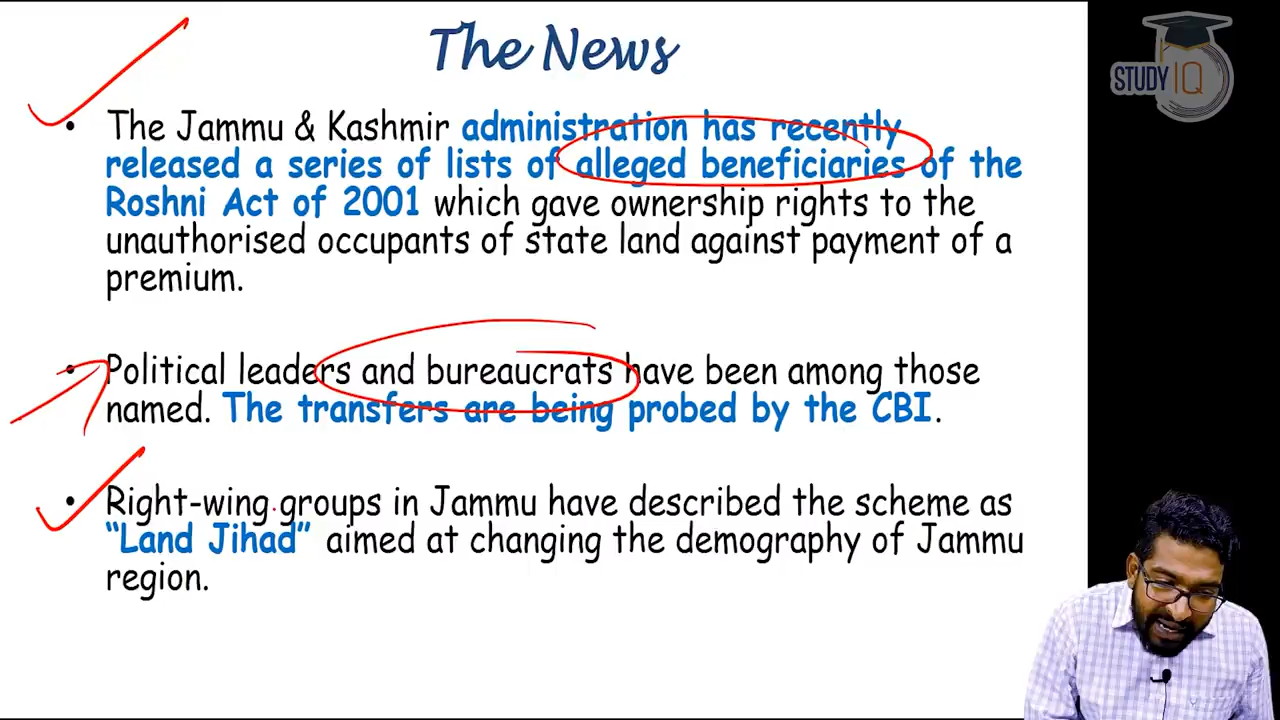 The News
STUDY IQ
• The Jammu & Kashmir administration has recently
released a series of lists of alleged beneficiaries of the
Roshni Act of 2001 which gave ownership rights to the
unauthorised occupants of state land against payment of a
premium.
• Political leaders and bureaucrats have been among those
named. The transfers are being probed by the CBI.
• Right-wing groups in Jammu have described the scheme as
“Land Jihad” aimed at changing the demography of Jammu
region.